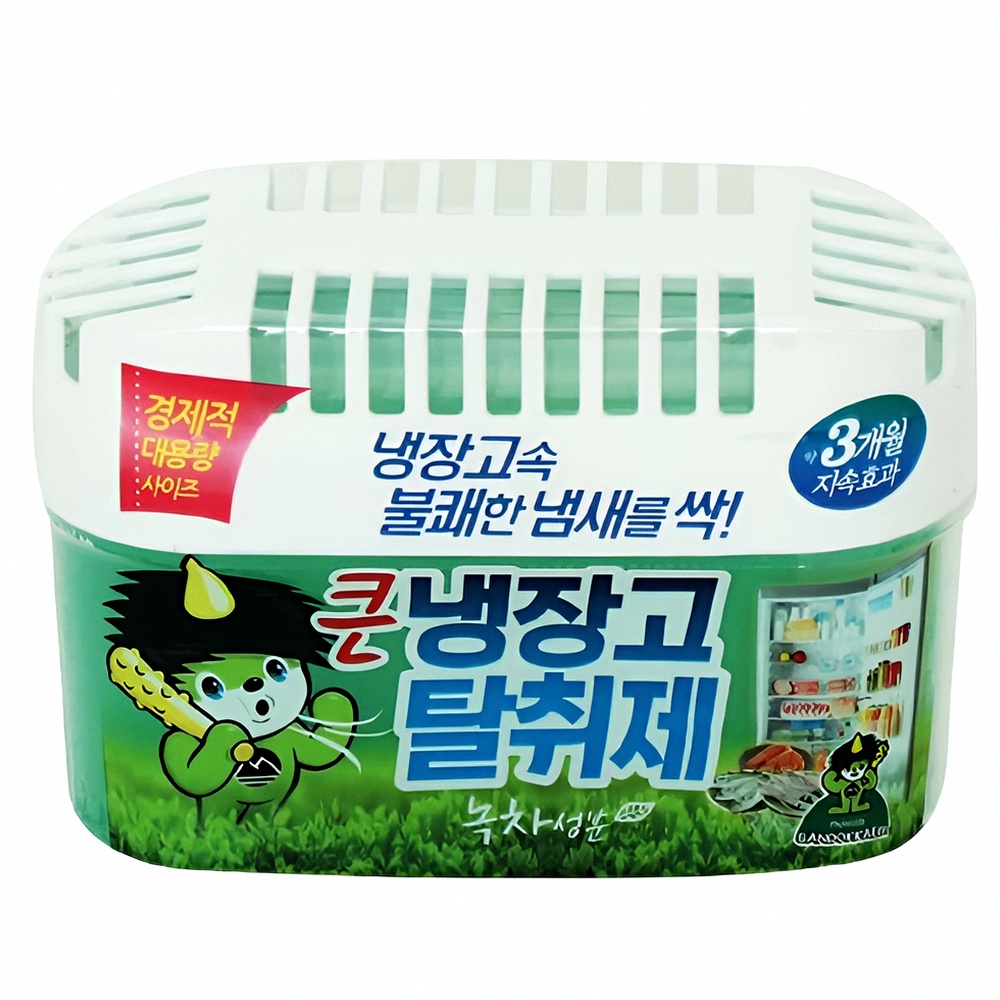 경제적
대용량
사이즈
냉장고속
불쾌한 냄새를 싹!
3개월
지속효과
큰 냉장고
탈취제
녹차성분